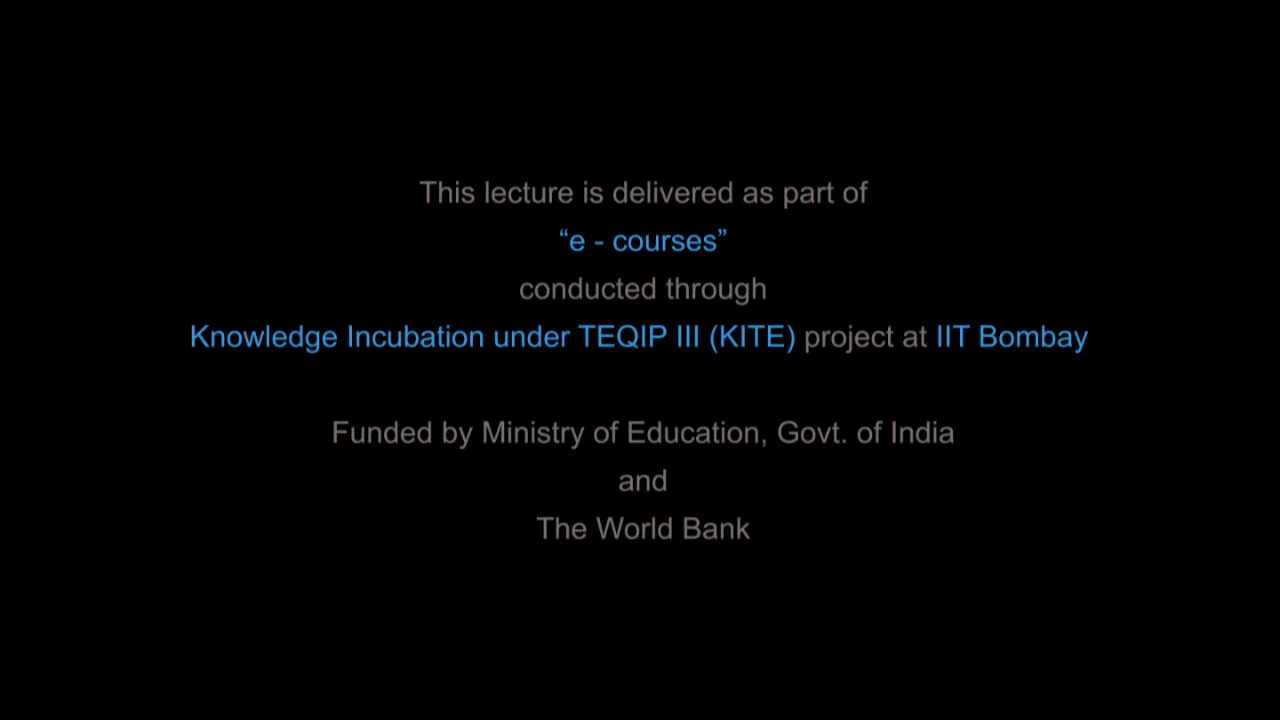 This lecture is delivered as part of
“e - courses”
conducted through
Knowledge Incubation under TEQIP III (KITE) project at IIT Bombay
Funded by Ministry of Education, Govt. of India
and
The World Bank